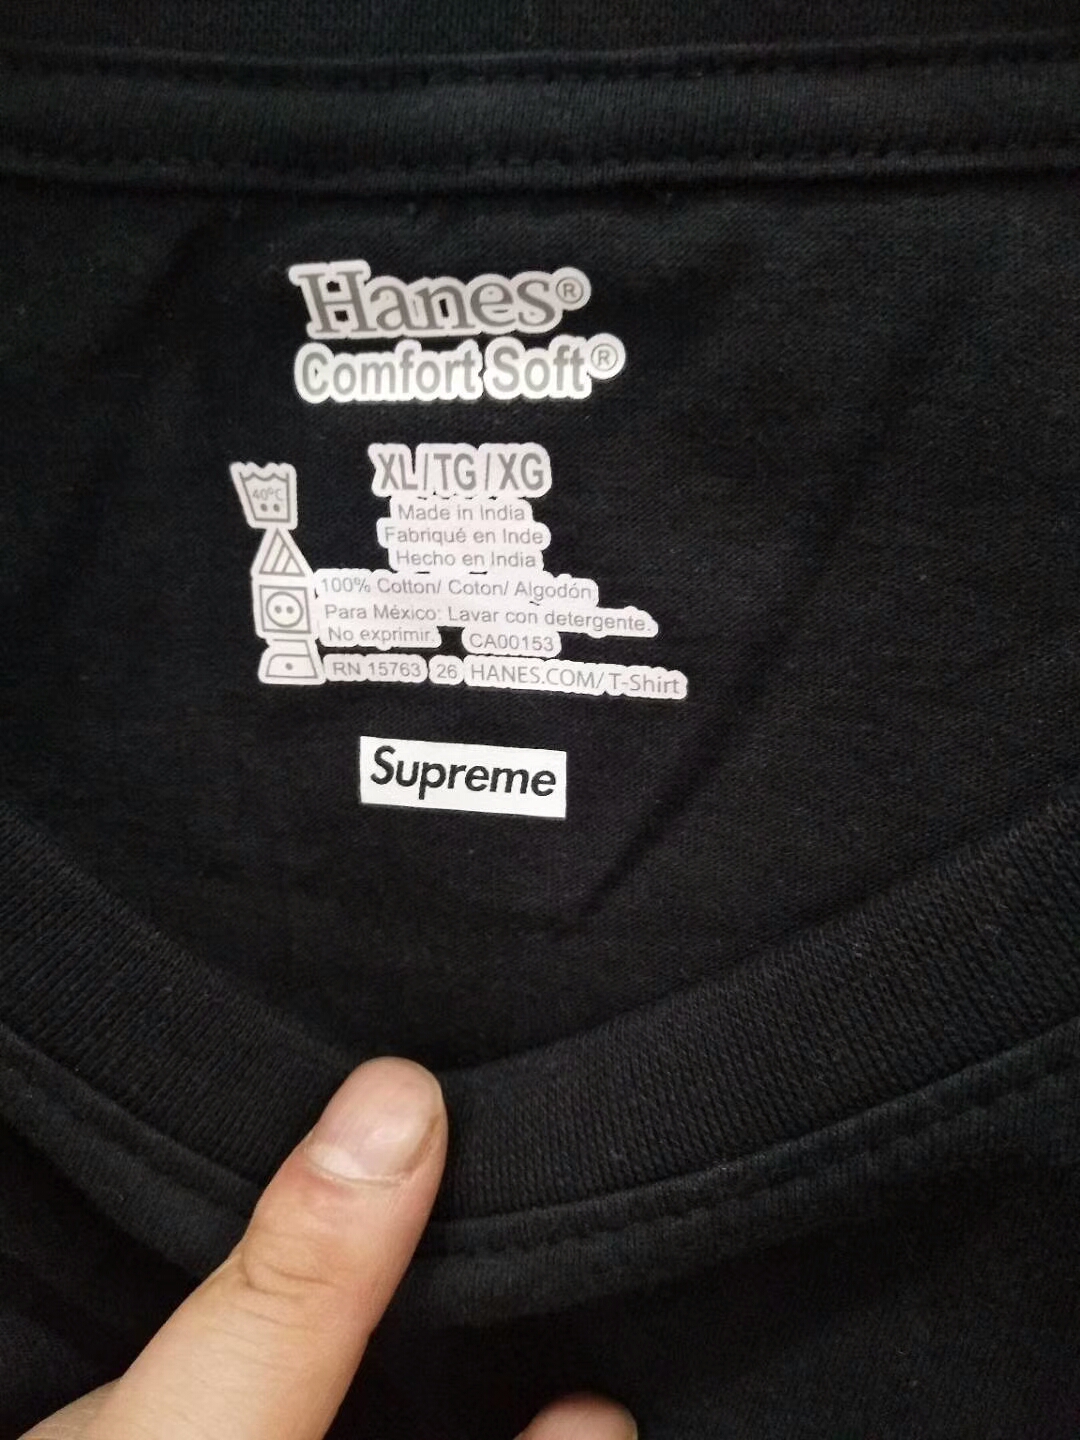 Hanes®
Comfort Soft®
XL/TG/XG
40°C
Made in India
Fabriqué en Inde
Hecho en India
100% Cotton/ Coton/ Algodón
Para México: Lavar con detergente.
No exprimir. CA00153
RN 15763 26 HANES.COM/T-Shirt
Supreme